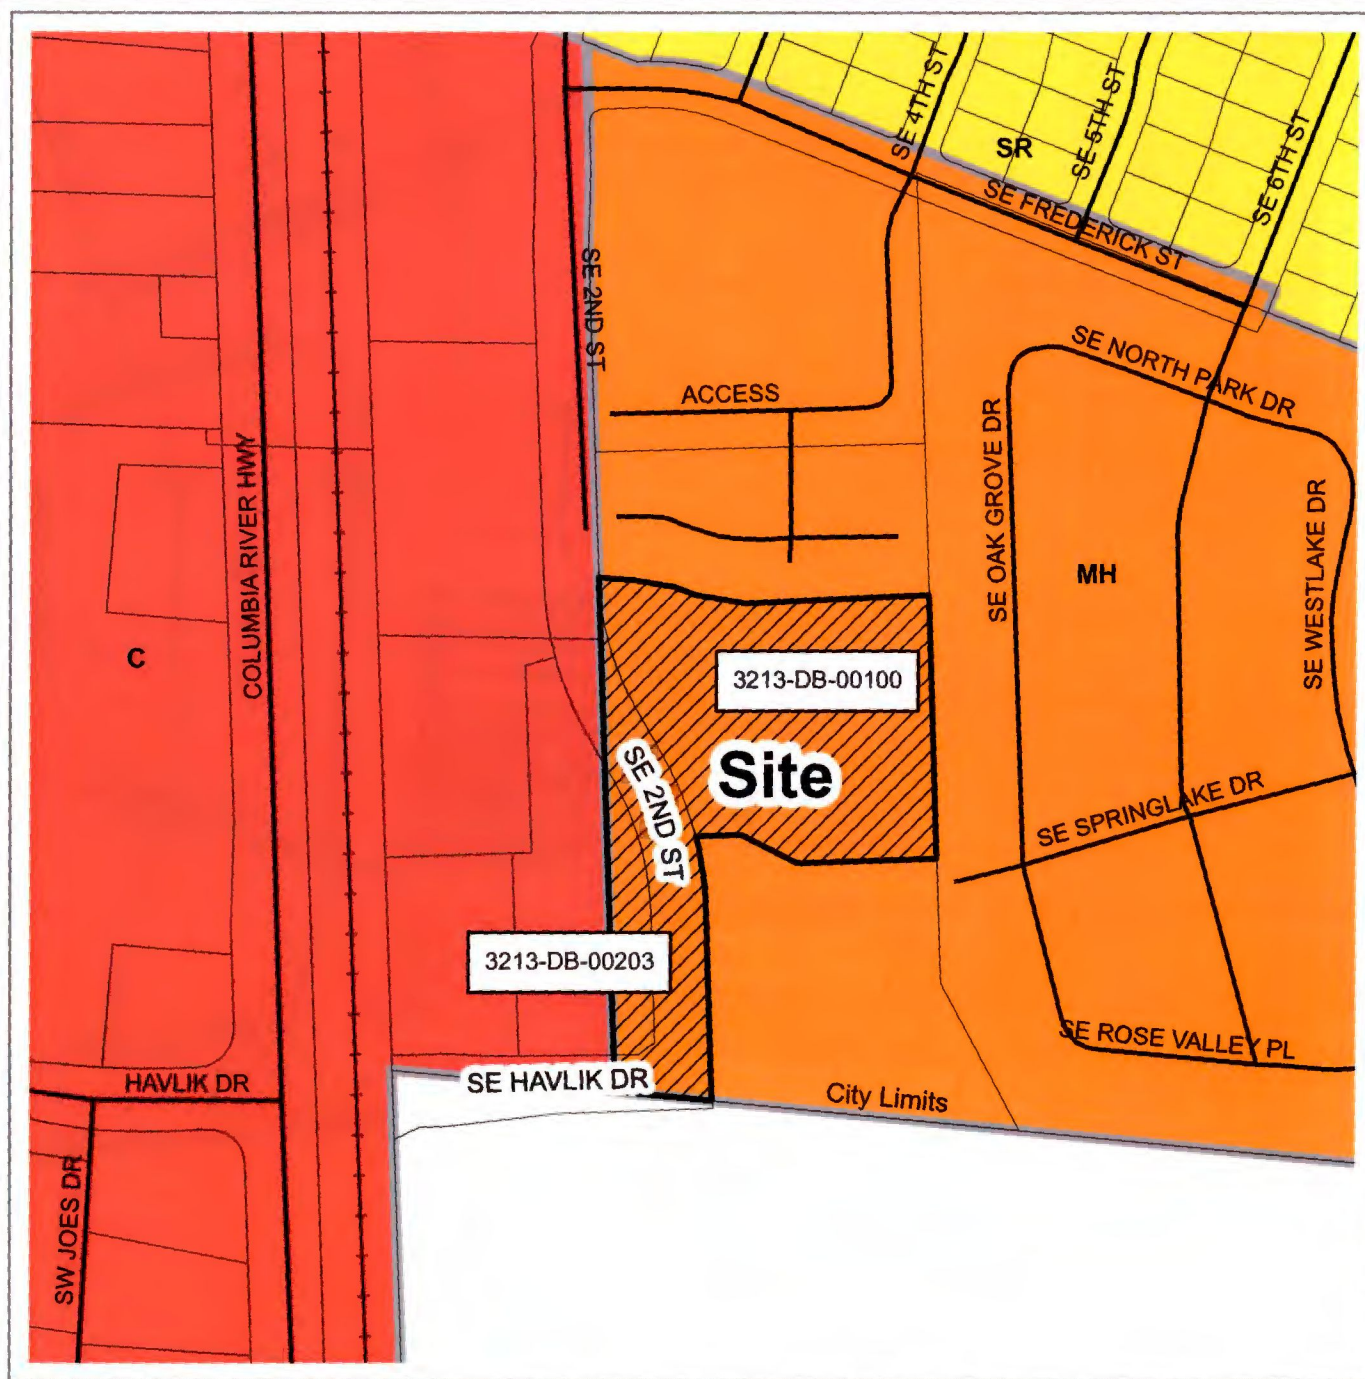 SE 4TH ST
SE 5TH ST
SE 6TH ST
SR
SE FREDERICK ST
SE 2ND ST
SE NORTH PARK DR
ACCESS
SE OAK GROVE DR
COLUMBIA RIVER HWY
SE WESTLAKE DR
MH
C
3213-DB-00100
Site
SE 2ND ST
SE SPRINGLAKE DR
3213-DB-00203
SE ROSE VALLEY PL
HAVLIK DR
SE HAVLIK DR
City Limits
SW JOES DR